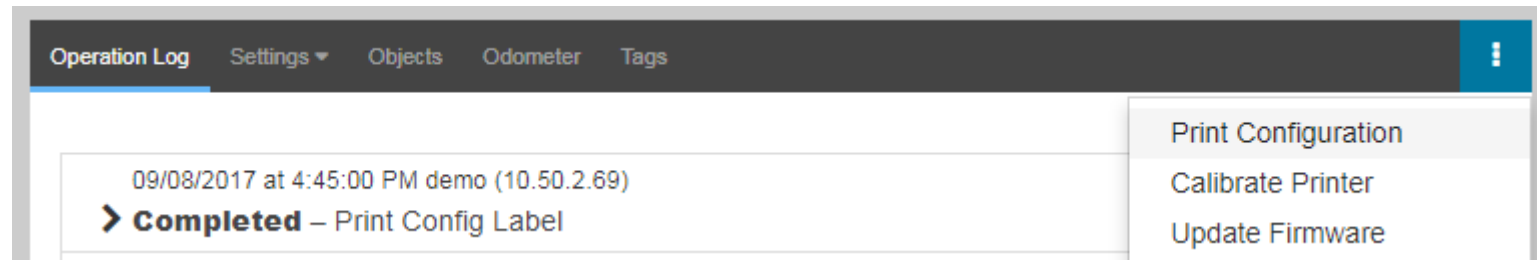 Operation Log Settings Objects Odometer Tags
Print Configuration
Calibrate Printer
Update Firmware
09/08/2017 at 4:45:00 PM demo (10.50.2.69)
Completed – Print Config Label